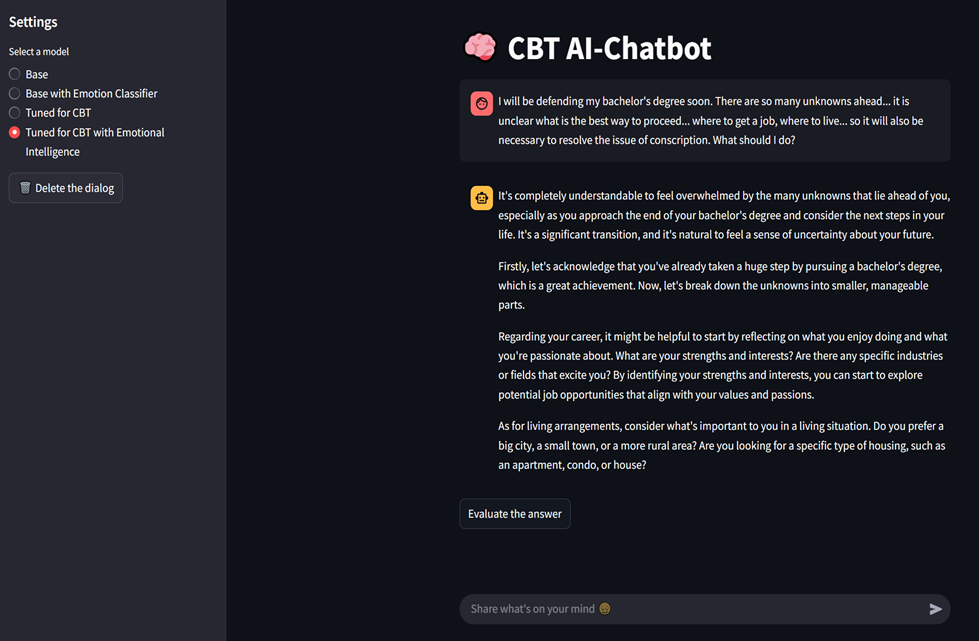 Settings
Select a model
Base
Base with Emotion Classifier
Tuned for CBT
Tuned for CBT with Emotional
Intelligence
Delete the dialog
CBT AI-Chatbot
I will be defending my bachelor's degree soon. There are so many unknowns ahead... it is
unclear what is the best way to proceed... where to get a job, where to live... so it will also be
necessary to resolve the issue of conscription. What should I do?
It's completely understandable to feel overwhelmed by the many unknowns that lie ahead of you,
especially as you approach the end of your bachelor's degree and consider the next steps in your
life. It's a significant transition, and it's natural to feel a sense of uncertainty about your future.
Firstly, let's acknowledge that you've already taken a huge step by pursuing a bachelor's degree,
which is a great achievement. Now, let's break down the unknowns into smaller, manageable
parts.
Regarding your career, it might be helpful to start by reflecting on what you enjoy doing and what
you're passionate about. What are your strengths and interests? Are there any specific industries
or fields that excite you? By identifying your strengths and interests, you can start to explore
potential job opportunities that align with your values and passions.
As for living arrangements, consider what's important to you in a living situation. Do you prefer a
big city, a small town, or a more rural area? Are you looking for a specific type of housing, such as
an apartment, condo, or house?
Evaluate the answer
Share what's on your mind